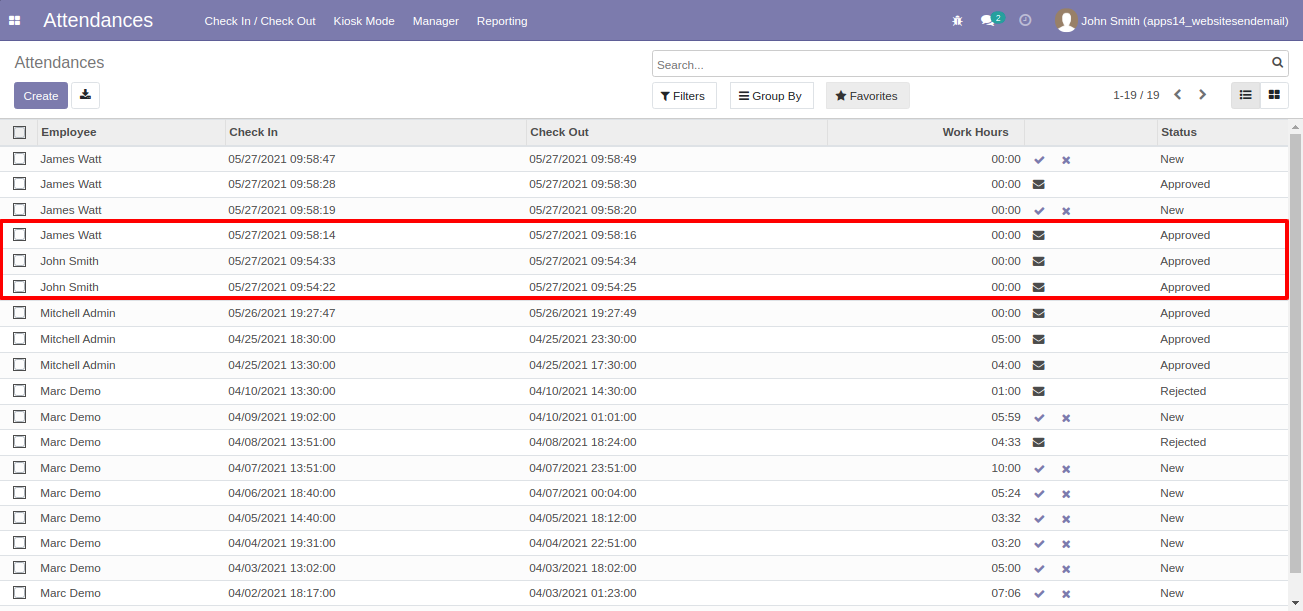 Attendances Check In / Check Out Kiosk Mode Manager Reporting 2 John Smith (apps14_websitesendemail)
Attendances Search...
Create Filters Group By Favorites 1-19 / 19
Employee Check In Check Out Work Hours Status
James Watt 05/27/2021 09:58:47 05/27/2021 09:58:49 00:00 New
James Watt 05/27/2021 09:58:28 05/27/2021 09:58:30 00:00 Approved
James Watt 05/27/2021 09:58:19 05/27/2021 09:58:20 00:00 New
James Watt 05/27/2021 09:58:14 05/27/2021 09:58:16 00:00 Approved
John Smith 05/27/2021 09:54:33 05/27/2021 09:54:34 00:00 Approved
John Smith 05/27/2021 09:54:22 05/27/2021 09:54:25 00:00 Approved
Mitchell Admin 05/26/2021 19:27:47 05/26/2021 19:27:49 00:00 Approved
Mitchell Admin 04/25/2021 18:30:00 04/25/2021 23:30:00 05:00 Approved
Mitchell Admin 04/25/2021 13:30:00 04/25/2021 17:30:00 04:00 Approved
Marc Demo 04/10/2021 13:30:00 04/10/2021 14:30:00 01:00 Rejected
Marc Demo 04/09/2021 19:02:00 04/10/2021 01:01:00 05:59 New
Marc Demo 04/08/2021 13:51:00 04/08/2021 18:24:00 04:33 Rejected
Marc Demo 04/07/2021 13:51:00 04/07/2021 23:51:00 10:00 New
Marc Demo 04/06/2021 18:40:00 04/07/2021 00:04:00 05:24 New
Marc Demo 04/05/2021 14:40:00 04/05/2021 18:12:00 03:32 New
Marc Demo 04/04/2021 19:31:00 04/04/2021 22:51:00 03:20 New
Marc Demo 04/03/2021 13:02:00 04/03/2021 18:02:00 05:00 New
Marc Demo 04/02/2021 18:17:00 04/03/2021 01:23:00 07:06 New